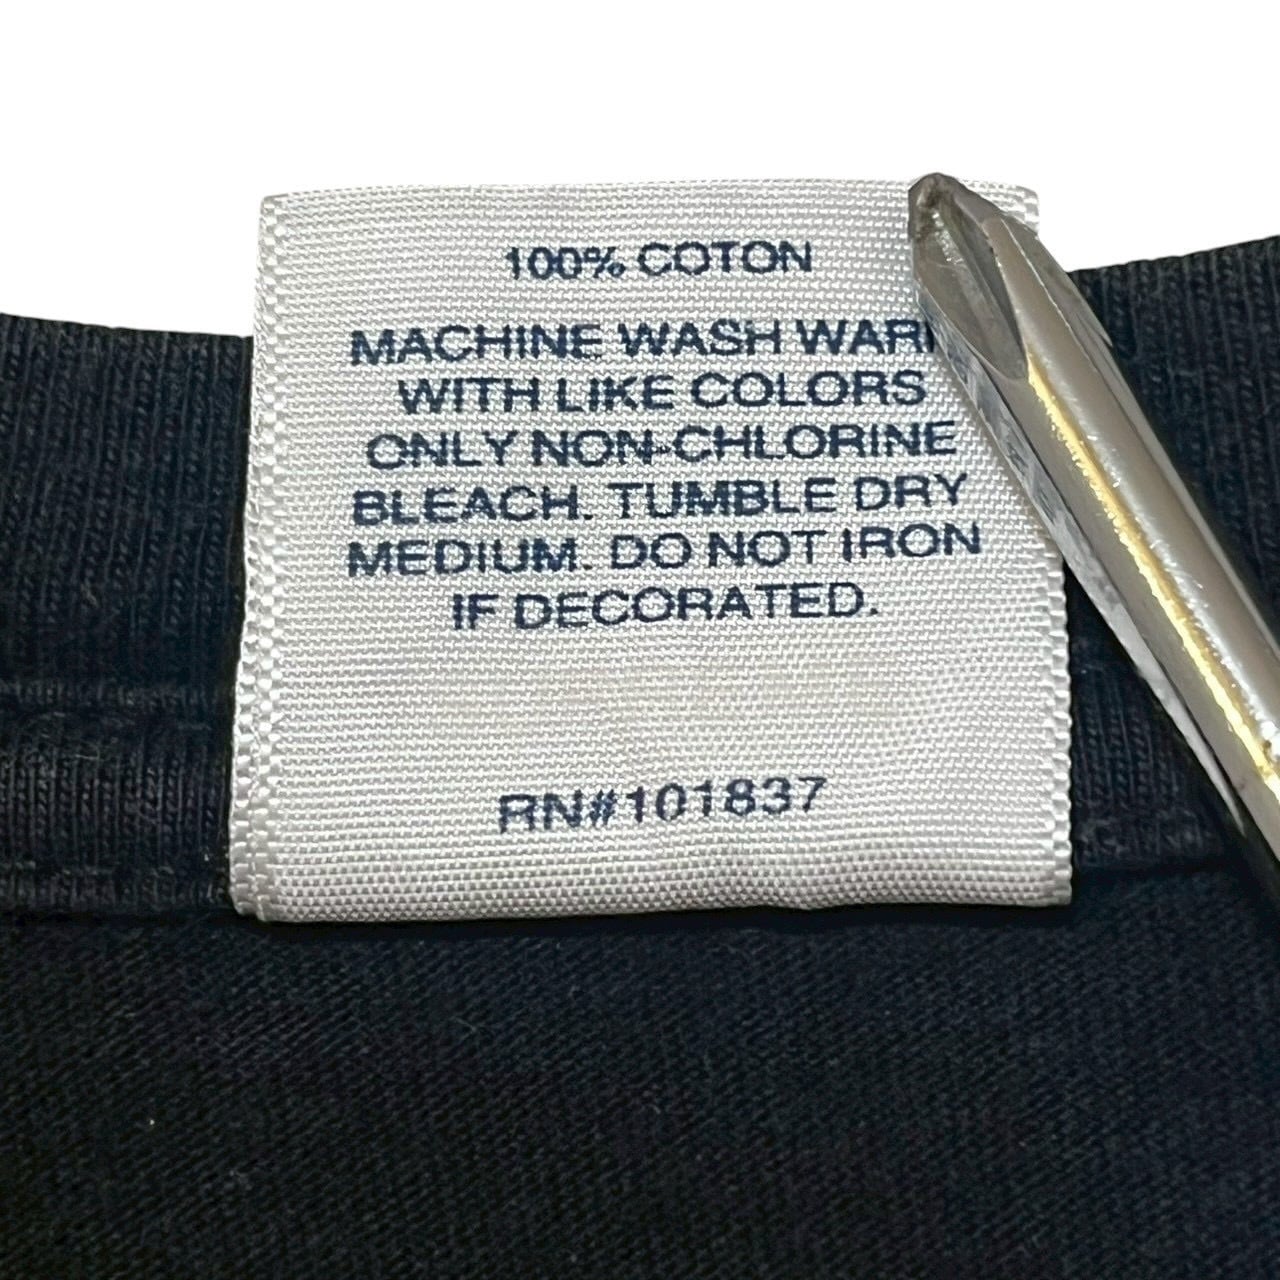 100% COTON
MACHINE WASH WAR
WITH LIKE COLORS
ONLY NON-CHLORINE
BLEACH. TUMBLE DRY
MEDIUM. DO NOT IRON
IF DECORATED.
RN#101837